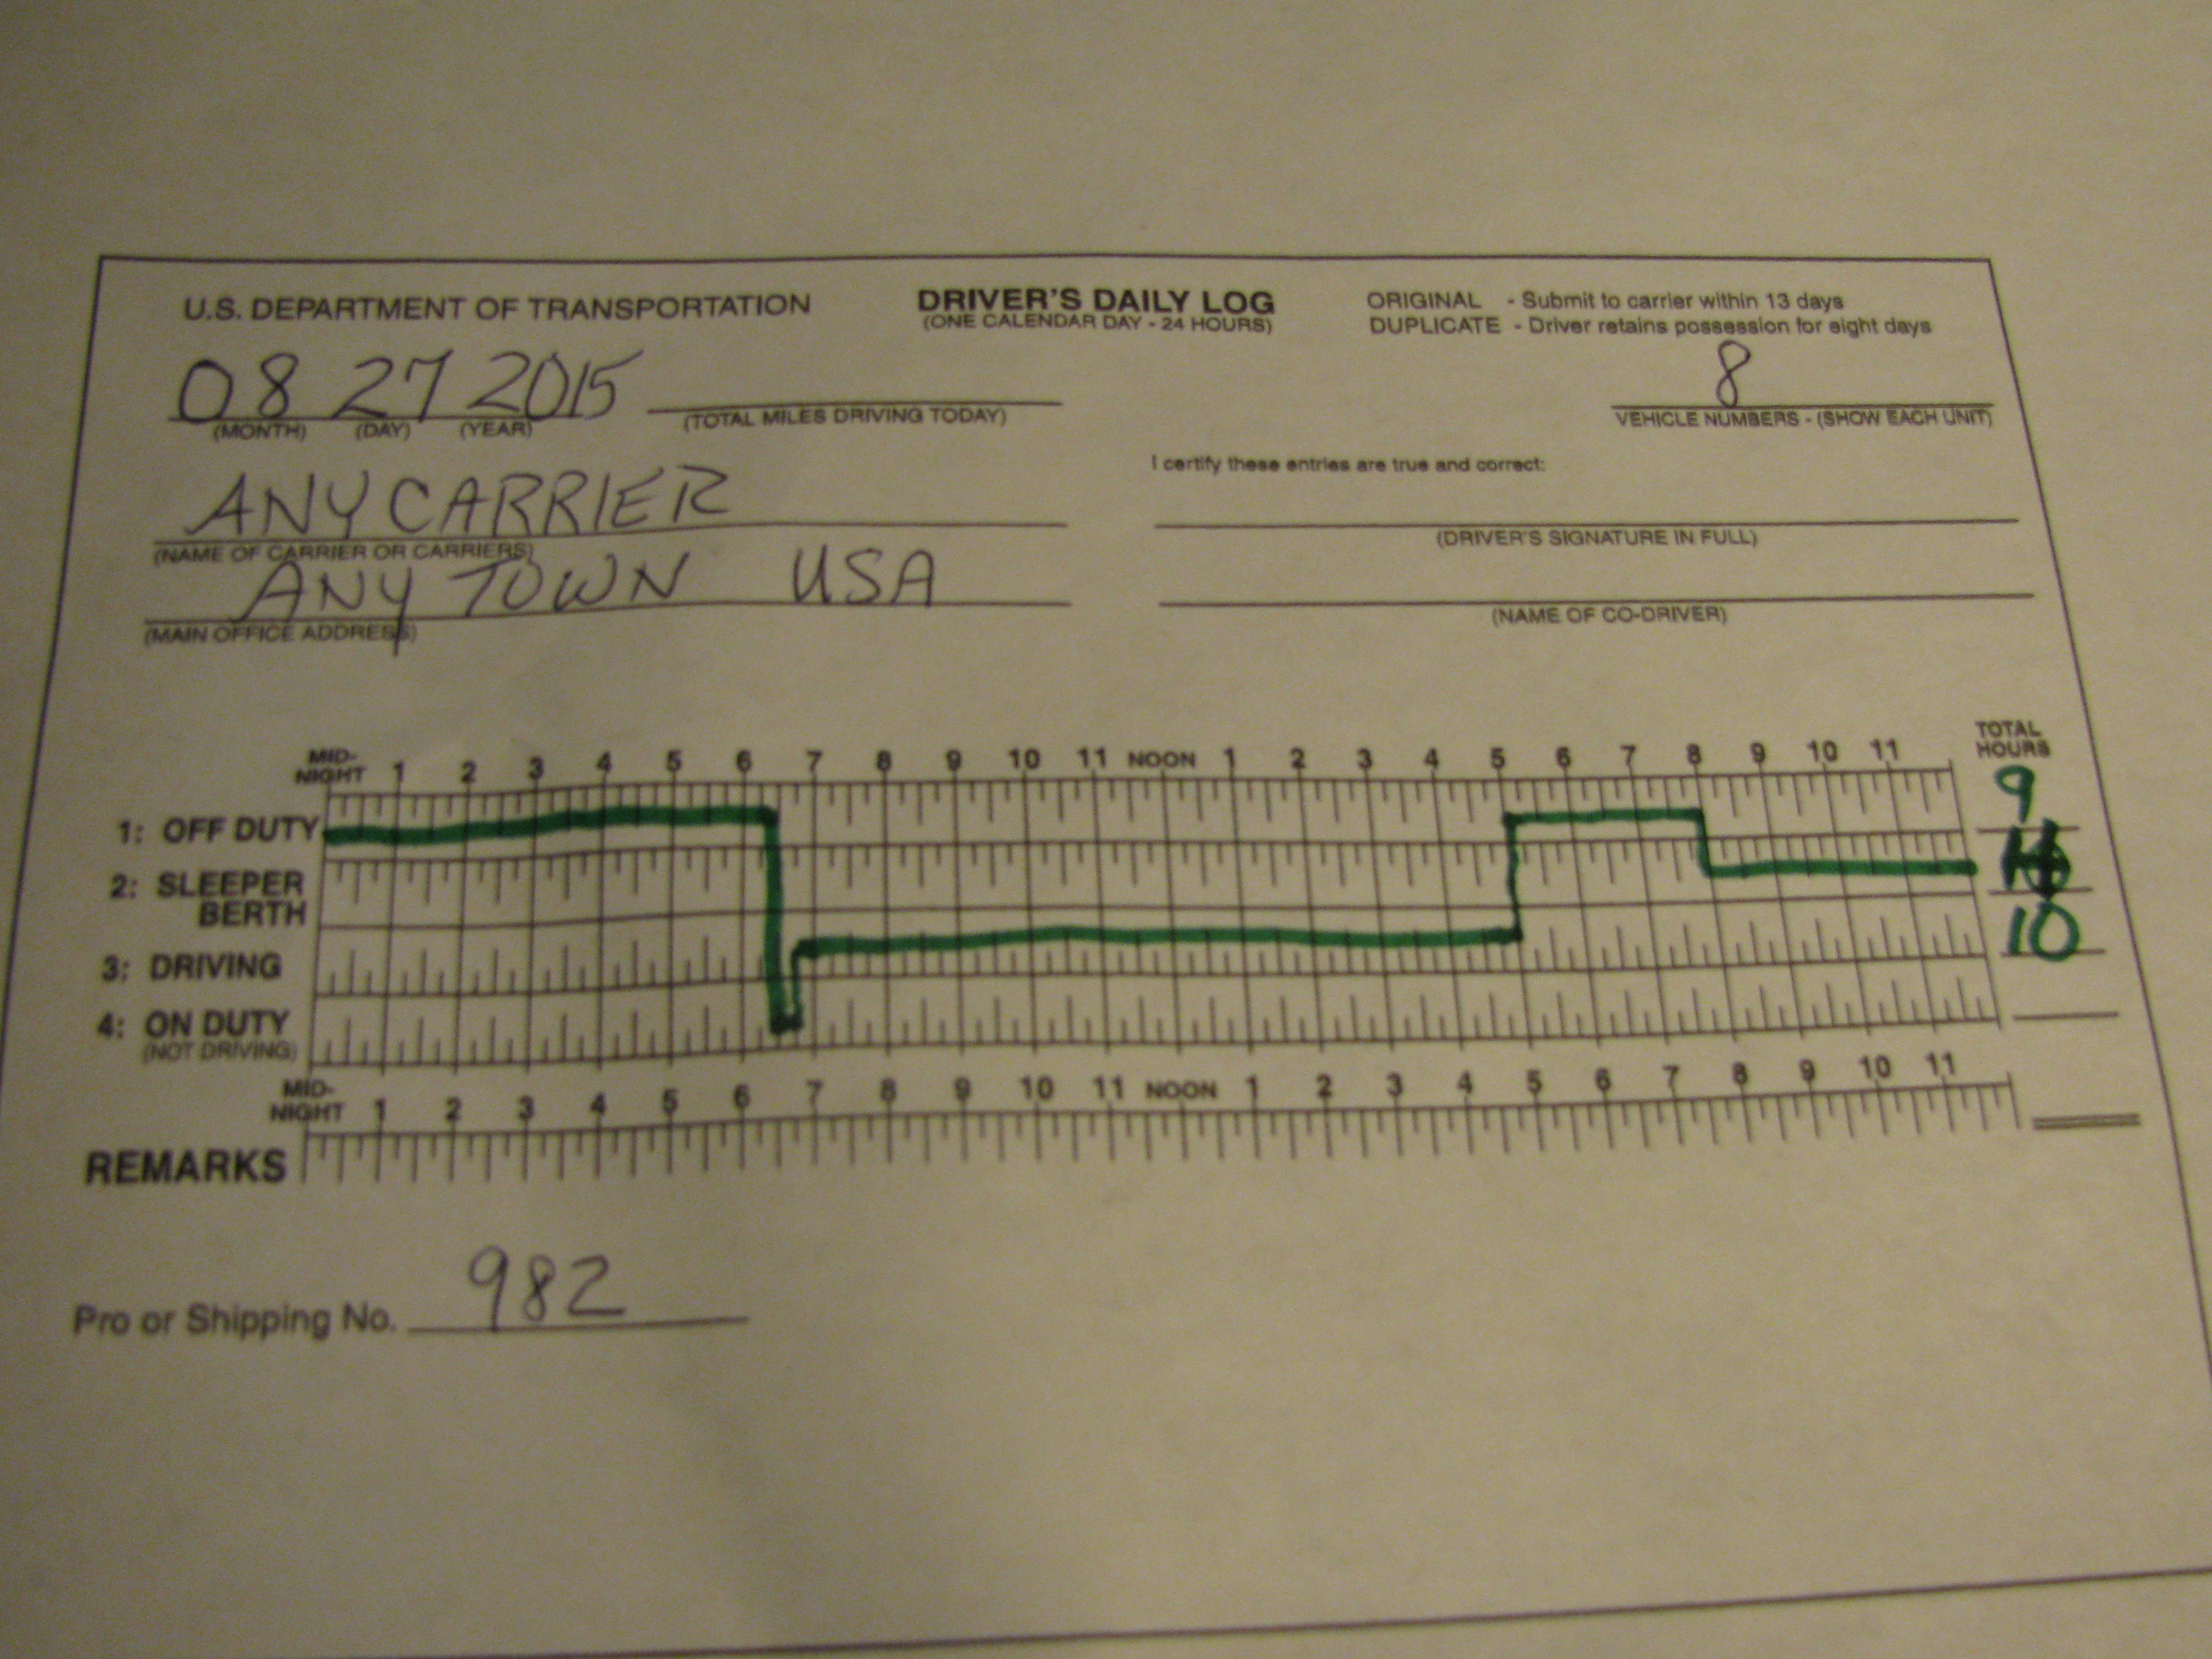 U.S. DEPARTMENT OF TRANSPORTATION DRIVER'S DAILY LOG ORIGINAL - Submit to carrier within 13 days
(ONE CALENDAR DAY - 24 HOURS) DUPLICATE - Driver retains possession for eight days
08 27 2015 8
(MONTH) (DAY) (YEAR) (TOTAL MILES DRIVING TODAY) VEHICLE NUMBERS - (SHOW EACH UNIT)
I certify these entries are true and correct:
ANY CARRIER
(NAME OF CARRIER OR CARRIERS) (DRIVER'S SIGNATURE IN FULL)
ANY TOWN USA
(MAIN OFFICE ADDRESS) (NAME OF CO-DRIVER)
MID-NIGHT 1 2 3 4 5 6 7 8 9 10 11 NOON 1 2 3 4 5 6 7 8 9 10 11 TOTAL HOURS
1: OFF DUTY 9
2: SLEEPER
BERTH
3: DRIVING 10
4: ON DUTY
(NOT DRIVING)
MID-NIGHT 1 2 3 4 5 6 7 8 9 10 11 NOON 1 2 3 4 5 6 7 8 9 10 11
REMARKS
Pro or Shipping No. 982